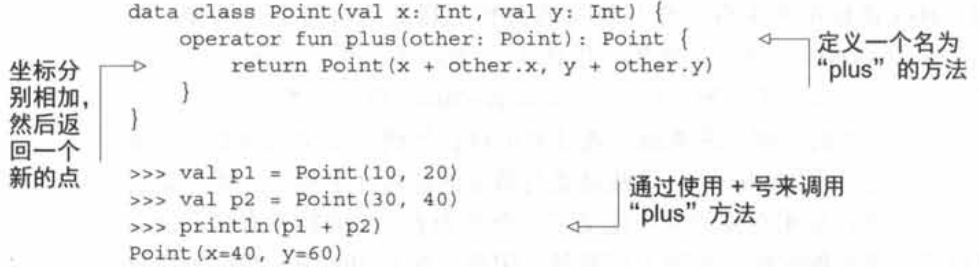 data class Point(val x: Int, val y: Int) {
operator fun plus(other: Point): Point {
return Point(x + other.x, y + other.y)
}
}
定义一个名为
“plus”的方法
坐标分
别相加，
然后返
回一个
新的点
>>> val p1 = Point(10, 20)
>>> val p2 = Point(30, 40)
>>> println(p1 + p2)
Point(x=40, y=60)
通过使用 + 号来调用
“plus” 方法